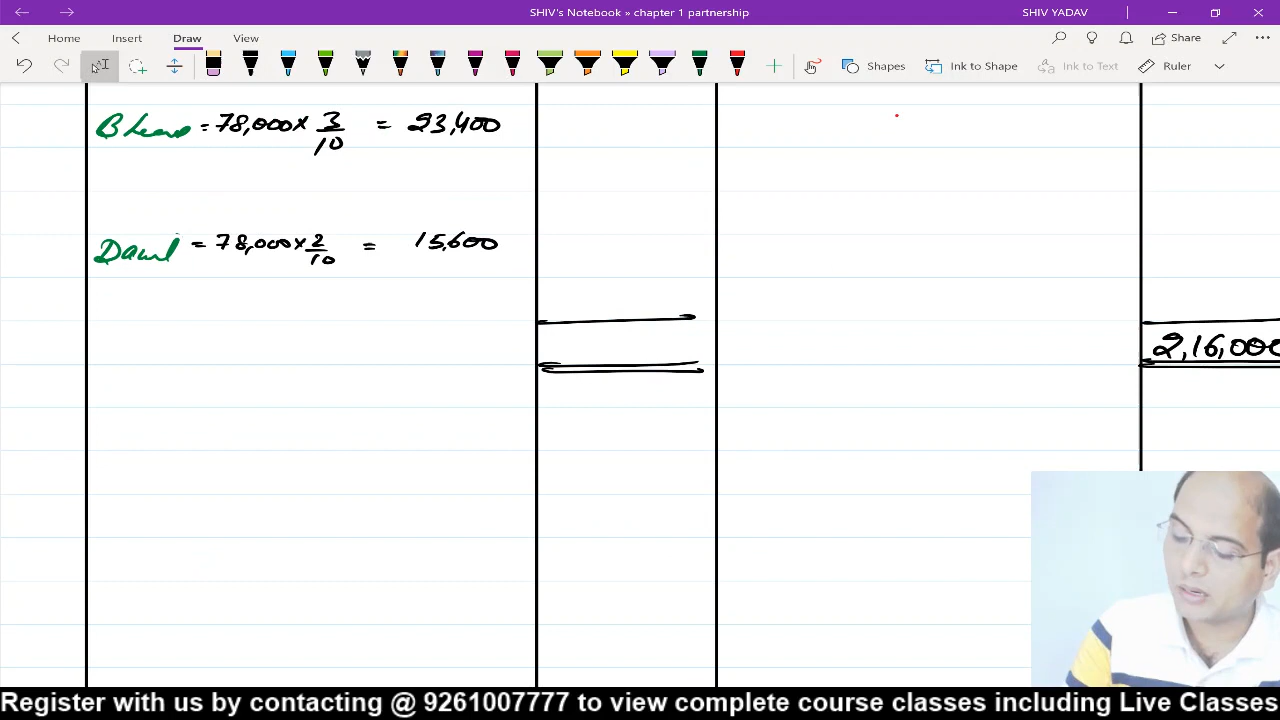 SHIV's Notebook » chapter 1 partnership
SHIV YADAV
Home Insert Draw View
Share
Shapes Ink to Shape Ink to Text Ruler
= 78,000 × 3/10 = 23,400
= 78,000 × 2/10 = 15,600
2,16,000
Register with us by contacting @ 9261007777 to view complete course classes including Live Classes